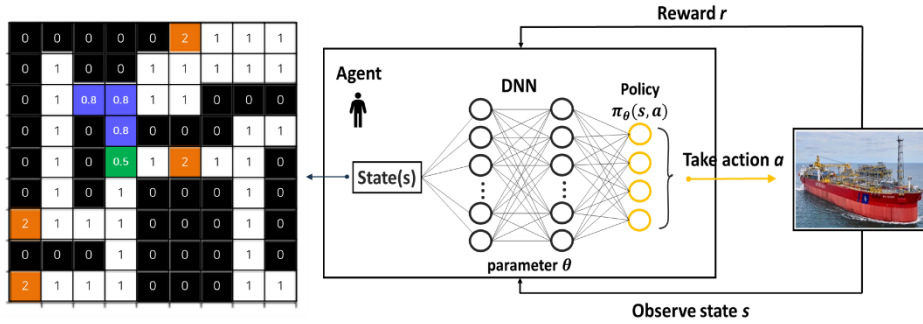 0 0 0 0 0 2 1 1 1
0 1 0 0 1 1 1 1 1
0 1 0.8 0.8 1 1 0 0 0
0 1 0 0.8 0 0 0 1 0
0 1 0 0.5 1 2 1 1 0
0 1 0 1 0 0 0 1 0
2 1 1 1 0 0 0 1 0
0 0 0 1 0 0 1 1 0
2 1 1 1 0 0 0 1 1
Reward r
Agent
DNN
Policy
πθ(s, a)
State(s)
Take action a
parameter θ
Observe state s